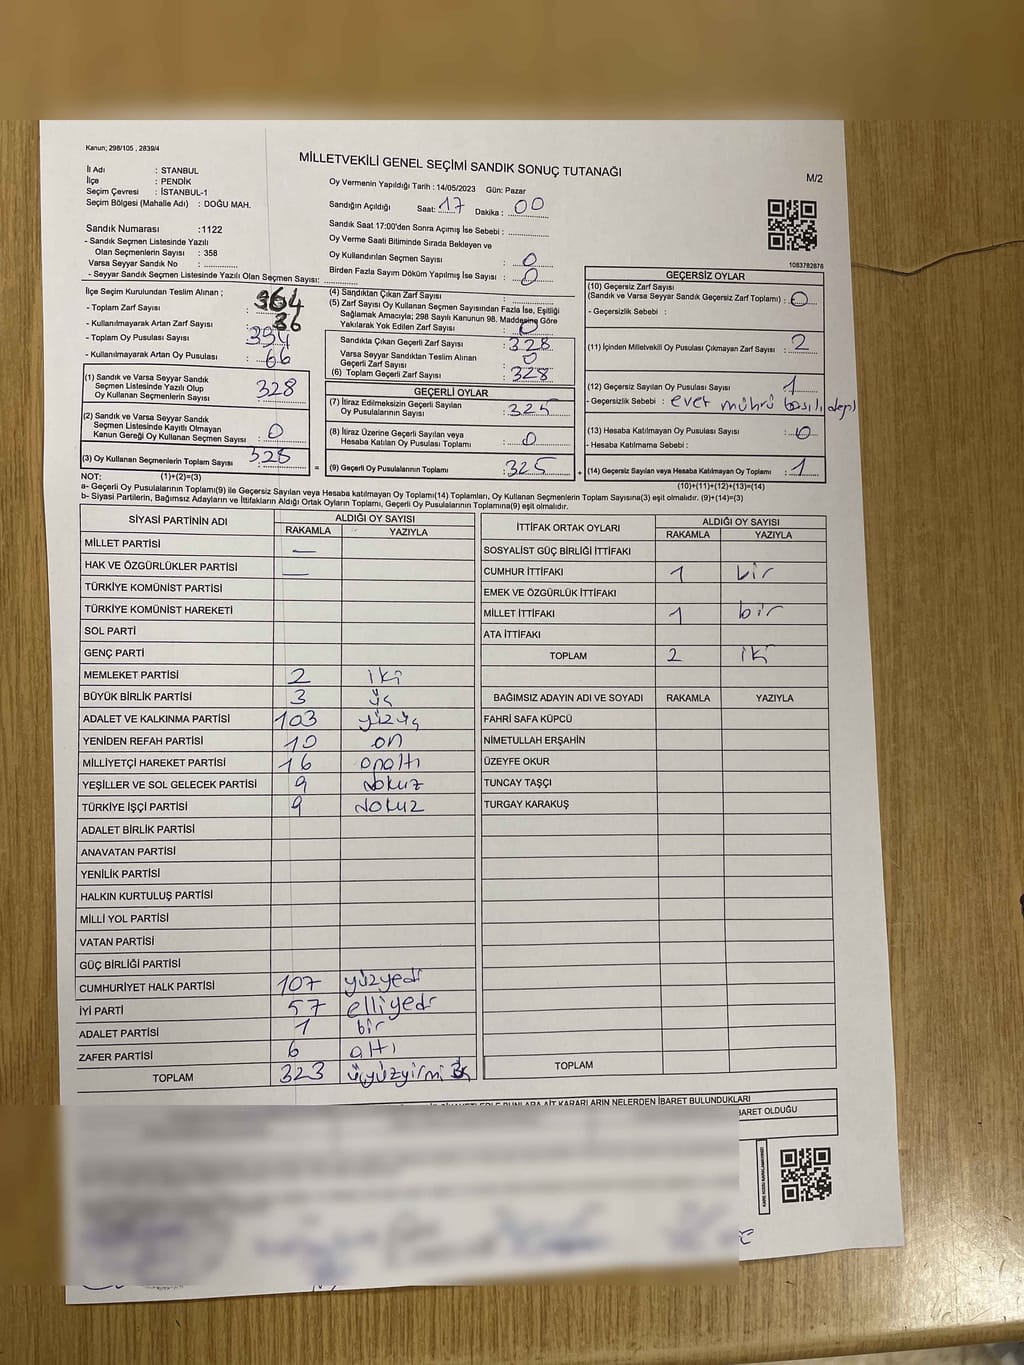 Kanun; 298/105 , 2839/4
MİLLETVEKİLİ GENEL SEÇİMİ SANDIK SONUÇ TUTANAĞI
M/2
İl Adı : STANBUL
İlçe : PENDİK
Seçim Çevresi : İSTANBUL-1
Seçim Bölgesi (Mahalle Adı) : DOĞU MAH.
Sandık Numarası :1122
- Sandık Seçmen Listesinde Yazılı
Olan Seçmenlerin Sayısı : 358
Varsa Seyyar Sandık No :
- Seyyar Sandık Seçmen Listesinde Yazılı Olan Seçmen Sayısı:
Oy Vermenin Yapıldığı Tarih : 14/05/2023 Gün: Pazar
Sandığın Açıldığı Saat: 17 Dakika : 00
Sandık Saat 17:00'den Sonra Açılmış İse Sebebi :
Oy Verme Saati Bitiminde Sırada Bekleyen ve
Oy Kullandırılan Seçmen Sayısı : 0
Birden Fazla Sayım Döküm Yapılmış İse Sayısı : 0
1083782876
İlçe Seçim Kurulundan Teslim Alınan ;
- Toplam Zarf Sayısı : 364
- Kullanılmayarak Artan Zarf Sayısı : 36
- Toplam Oy Pusulası Sayısı : 394
- Kullanılmayarak Artan Oy Pusulası : 66
(1) Sandık ve Varsa Seyyar Sandık
Seçmen Listesinde Yazılı Olup
Oy Kullanan Seçmenlerin Sayısı : 328
(2) Sandık ve Varsa Seyyar Sandık
Seçmen Listesinde Kayıtlı Olmayan
Kanun Gereği Oy Kullanan Seçmen Sayısı : 0
(3) Oy Kullanan Seçmenlerin Toplam Sayısı : 328
(4) Sandıktan Çıkan Zarf Sayısı :
(5) Zarf Sayısı Oy Kullanan Seçmen Sayısından Fazla İse, Eşitliği
Sağlamak Amacıyla; 298 Sayılı Kanunun 98. Maddesine Göre
Yakılarak Yok Edilen Zarf Sayısı : 0
Sandıkta Çıkan Geçerli Zarf Sayısı : 328
Varsa Seyyar Sandıktan Teslim Alınan
Geçerli Zarf Sayısı : 0
(6) Toplam Geçerli Zarf Sayısı : 328
GEÇERLİ OYLAR
(7) İtiraz Edilmeksizin Geçerli Sayılan
Oy Pusulalarının Sayısı : 325
(8) İtiraz Üzerine Geçerli Sayılan veya
Hesaba Katılan Oy Pusulası Toplamı : 0
= (9) Geçerli Oy Pusulalarının Toplamı : 325 +
GEÇERSİZ OYLAR
(10) Geçersiz Zarf Sayısı
(Sandık ve Varsa Seyyar Sandık Geçersiz Zarf Toplamı) : 0
- Geçersizlik Sebebi :
(11) İçinden Milletvekili Oy Pusulası Çıkmayan Zarf Sayısı : 2
(12) Geçersiz Sayılan Oy Pusulası Sayısı : 1
- Geçersizlik Sebebi : evet mührü basılı değil
(13) Hesaba Katılmayan Oy Pusulası Sayısı : 0
- Hesaba Katılmama Sebebi :
(14) Geçersiz Sayılan veya Hesaba Katılmayan Oy Toplamı : 1
NOT: (1)+(2)=(3) (10)+(11)+(12)+(13)=(14)
a- Geçerli Oy Pusulalarının Toplamı(9) ile Geçersiz Sayılan veya Hesaba katılmayan Oy Toplamı(14) Toplamları, Oy Kullanan Seçmenlerin Toplam Sayısına(3) eşit olmalıdır. (9)+(14)=(3)
b- Siyasi Partilerin, Bağımsız Adayların ve İttifakların Aldığı Ortak Oyların Toplamı, Geçerli Oy Pusulalarının Toplamına(9) eşit olmalıdır.
SİYASİ PARTİNİN ADI ALDIĞI OY SAYISI
RAKAMLA YAZIYLA
MİLLET PARTİSİ —
HAK VE ÖZGÜRLÜKLER PARTİSİ —
TÜRKİYE KOMÜNİST PARTİSİ
TÜRKİYE KOMÜNİST HAREKETİ
SOL PARTİ
GENÇ PARTİ
MEMLEKET PARTİSİ 2 iki
BÜYÜK BİRLİK PARTİSİ 3 üç
ADALET VE KALKINMA PARTİSİ 103 yüzüç
YENİDEN REFAH PARTİSİ 10 on
MİLLİYETÇİ HAREKET PARTİSİ 16 onaltı
YEŞİLLER VE SOL GELECEK PARTİSİ 9 dokuz
TÜRKİYE İŞÇİ PARTİSİ 9 dokuz
ADALET BİRLİK PARTİSİ
ANAVATAN PARTİSİ
YENİLİK PARTİSİ
HALKIN KURTULUŞ PARTİSİ
MİLLİ YOL PARTİSİ
VATAN PARTİSİ
GÜÇ BİRLİĞİ PARTİSİ
CUMHURİYET HALK PARTİSİ 107 yüzyedi
İYİ PARTİ 57 elliyedi
ADALET PARTİSİ 1 bir
ZAFER PARTİSİ 6 altı
TOPLAM 323 üçyüzyirmi üç
İTTİFAK ORTAK OYLARI ALDIĞI OY SAYISI
RAKAMLA YAZIYLA
SOSYALİST GÜÇ BİRLİĞİ İTTİFAKI
CUMHUR İTTİFAKI 1 bir
EMEK VE ÖZGÜRLÜK İTTİFAKI
MİLLET İTTİFAKI 1 bir
ATA İTTİFAKI
TOPLAM 2 iki
BAĞIMSIZ ADAYIN ADI VE SOYADI RAKAMLA YAZIYLA
FAHRİ SAFA KÜPCÜ
NİMETULLAH ERŞAHİN
ÜZEYFE OKUR
TUNCAY TAŞÇI
TURGAY KARAKUŞ
TOPLAM
BUNLARA AİT KARARLARIN NELERDEN İBARET BULUNDUKLARI
BARET OLDUĞU